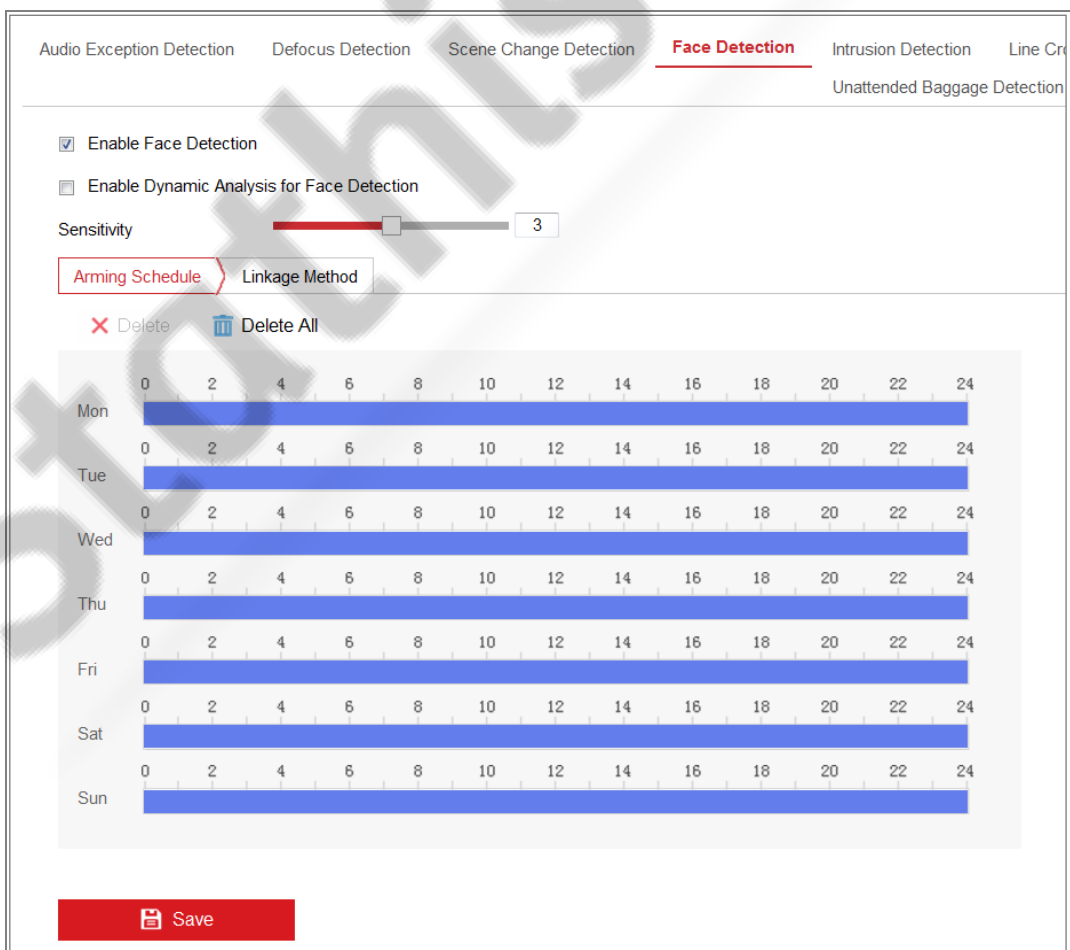 Audio Exception Detection Defocus Detection Scene Change Detection Face Detection Intrusion Detection Line
Unattended Baggage Detection
Enable Face Detection
Enable Dynamic Analysis for Face Detection
Sensitivity 3
Arming Schedule Linkage Method
Delete Delete All
0 2 4 6 8 10 12 14 16 18 20 22 24
Mon
0 2 4 6 8 10 12 14 16 18 20 22 24
Tue
0 2 4 6 8 10 12 14 16 18 20 22 24
Wed
0 2 4 6 8 10 12 14 16 18 20 22 24
Thu
0 2 4 6 8 10 12 14 16 18 20 22 24
Fri
0 2 4 6 8 10 12 14 16 18 20 22 24
Sat
0 2 4 6 8 10 12 14 16 18 20 22 24
Sun
Save